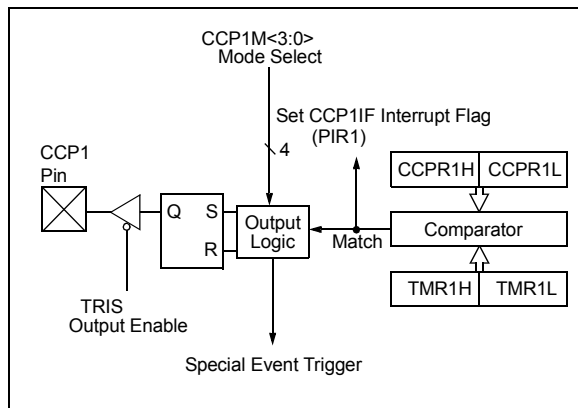 CCP1M<3:0>
Mode Select
Set CCP1IF Interrupt Flag
(PIR1)
4
CCP1
Pin
CCPR1H CCPR1L
Q S
R
Output
Logic
Match
Comparator
TRIS
Output Enable
TMR1H TMR1L
Special Event Trigger